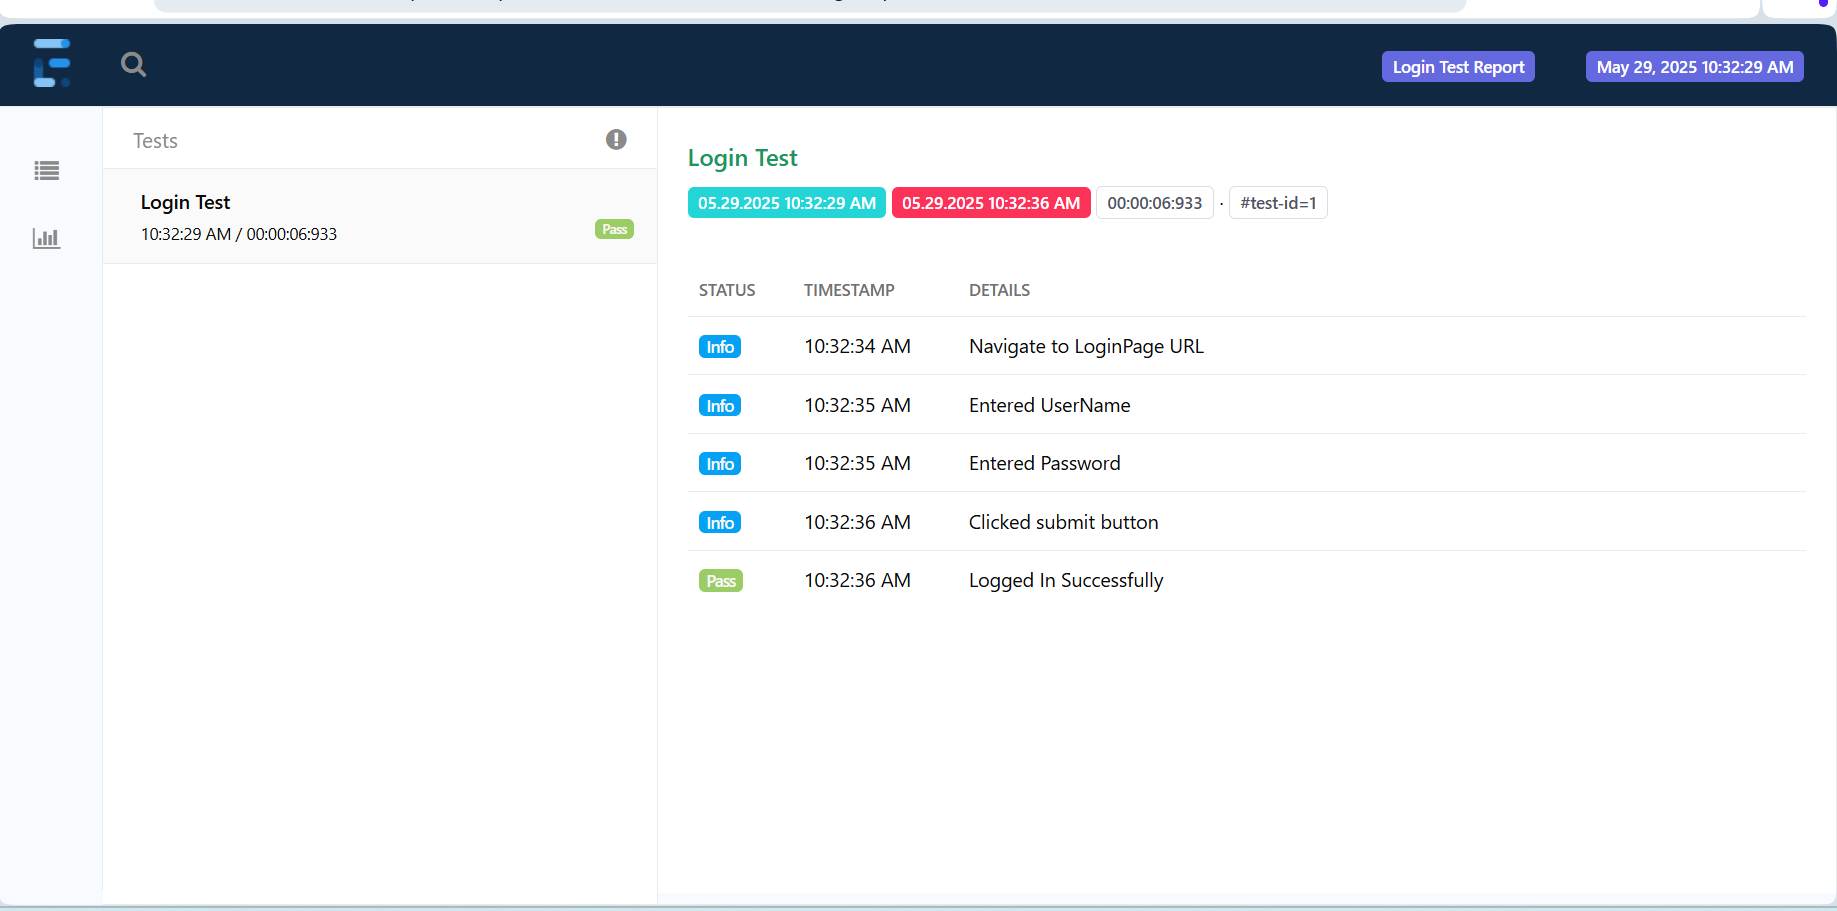 Login Test Report
May 29, 2025 10:32:29 AM
Tests
Login Test
10:32:29 AM / 00:00:06:933
Pass
Login Test
05.29.2025 10:32:29 AM 05.29.2025 10:32:36 AM 00:00:06:933 · #test-id=1
STATUS TIMESTAMP DETAILS
Info 10:32:34 AM Navigate to LoginPage URL
Info 10:32:35 AM Entered UserName
Info 10:32:35 AM Entered Password
Info 10:32:36 AM Clicked submit button
Pass 10:32:36 AM Logged In Successfully